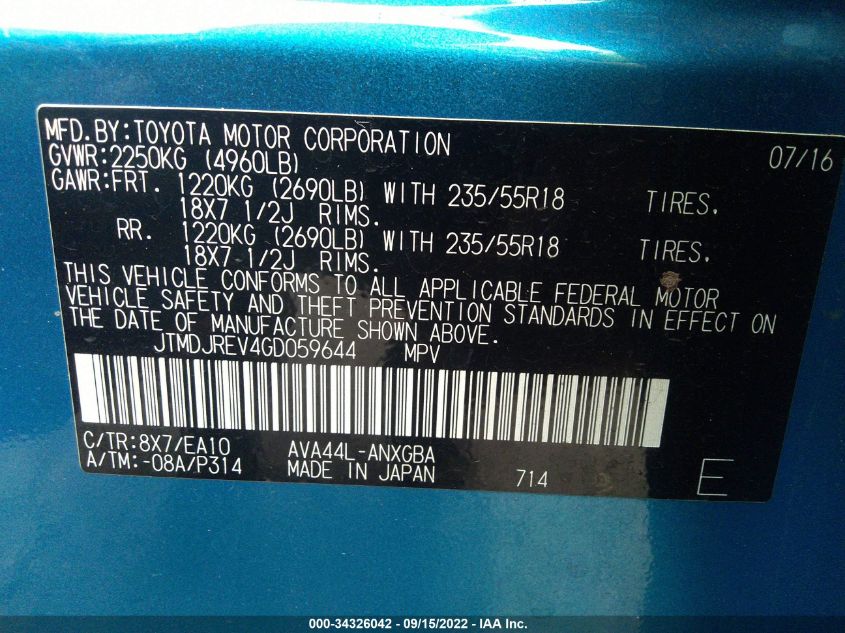 MFD.BY:TOYOTA MOTOR CORPORATION 07/16
GVWR:2250KG (4960LB)
GAWR:FRT. 1220KG (2690LB) WITH 235/55R18 TIRES.
18X7 1/2J RIMS.
RR. 1220KG (2690LB) WITH 235/55R18 TIRES.
18X7 1/2J RIMS.
THIS VEHICLE CONFORMS TO ALL APPLICABLE FEDERAL MOTOR
VEHICLE SAFETY AND THEFT PREVENTION STANDARDS IN EFFECT ON
THE DATE OF MANUFACTURE SHOWN ABOVE.
JTMDJREV4GD059644 MPV
C/TR:8X7/EA10 AVA44L-ANXGBA
A/TM:-08A/P314 MADE IN JAPAN 714 E
000-34326042 - 09/15/2022 - IAA Inc.